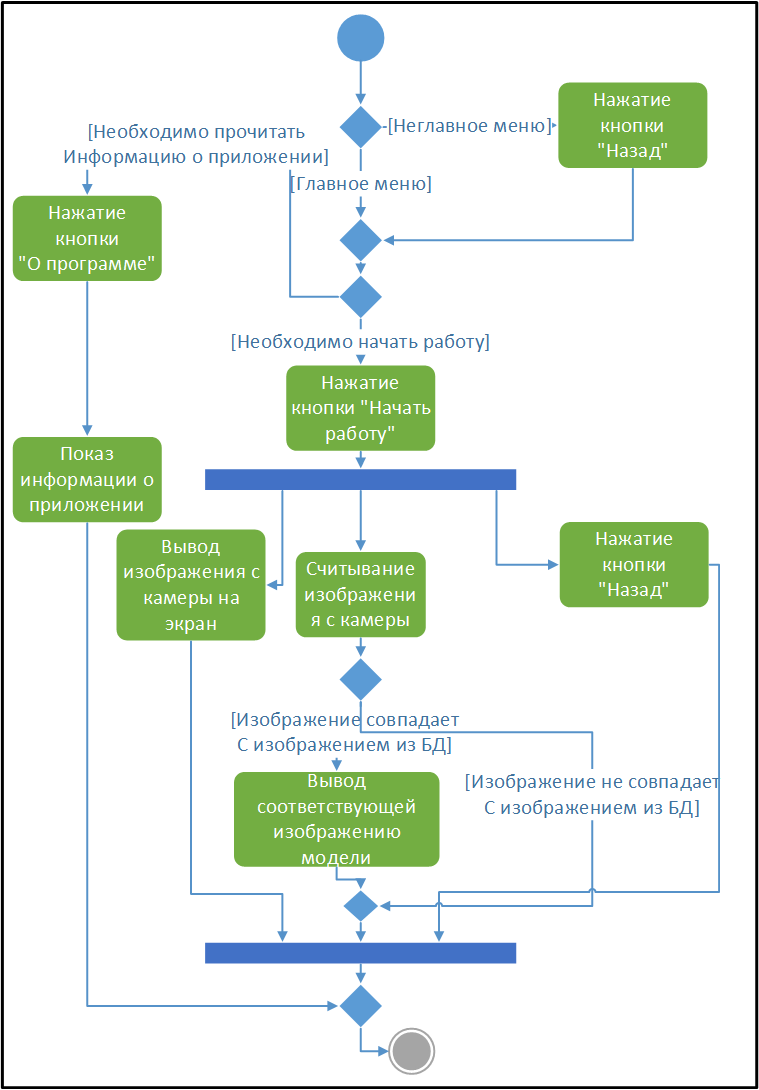 [Неглавное меню]
Нажатие
кнопки
"Назад"
[Необходимо прочитать
Информацию о приложении]
[Главное меню]
Нажатие
кнопки
"О программе"
[Необходимо начать работу]
Нажатие
кнопки "Начать
работу"
Показ
информации о
приложении
Вывод
изображения с
камеры на
экран
Считывание
изображени
я с камеры
Нажатие
кнопки
"Назад"
[Изображение совпадает
С изображением из БД]
[Изображение не совпадает
С изображением из БД]
Вывод
соответствующей
изображению
модели